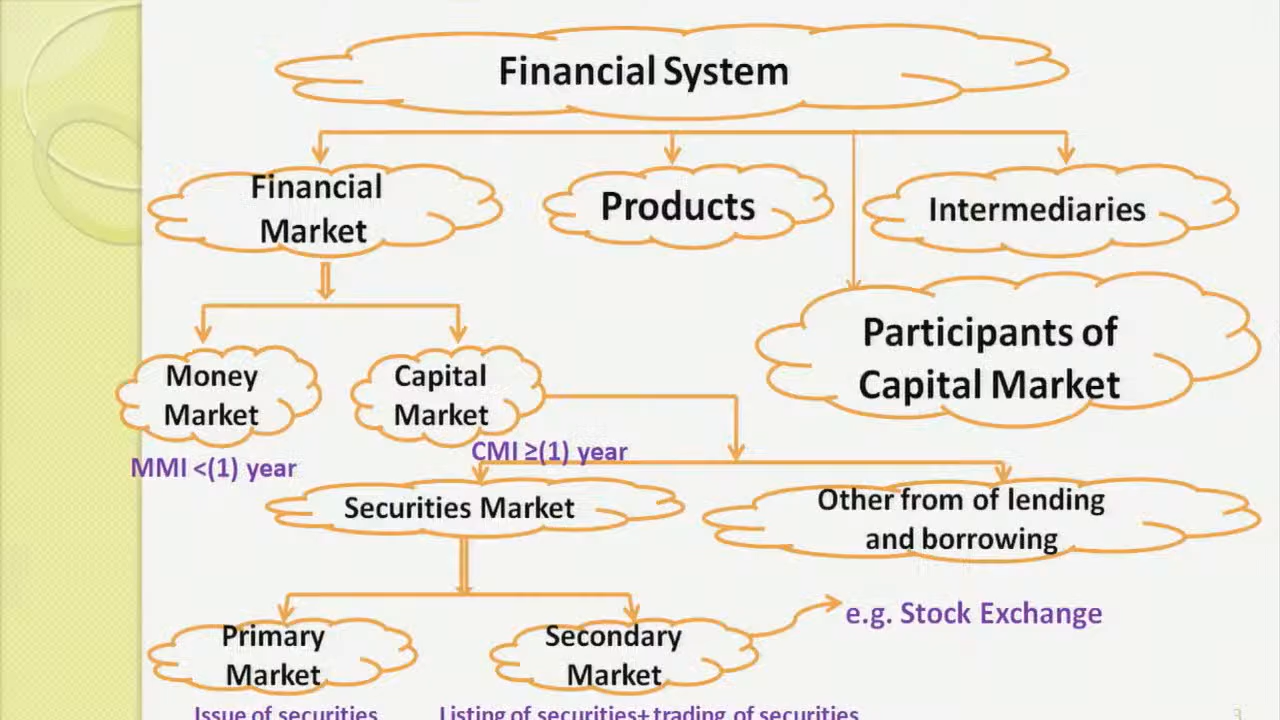 Financial System
Financial
Market
Products
Intermediaries
Participants of
Capital Market
Money
Market
Capital
Market
MMI <(1) year
CMI ≥(1) year
Securities Market
Other from of lending
and borrowing
Primary
Market
Secondary
Market
e.g. Stock Exchange
Issue of securities
Listing of securities+ trading of securities
3